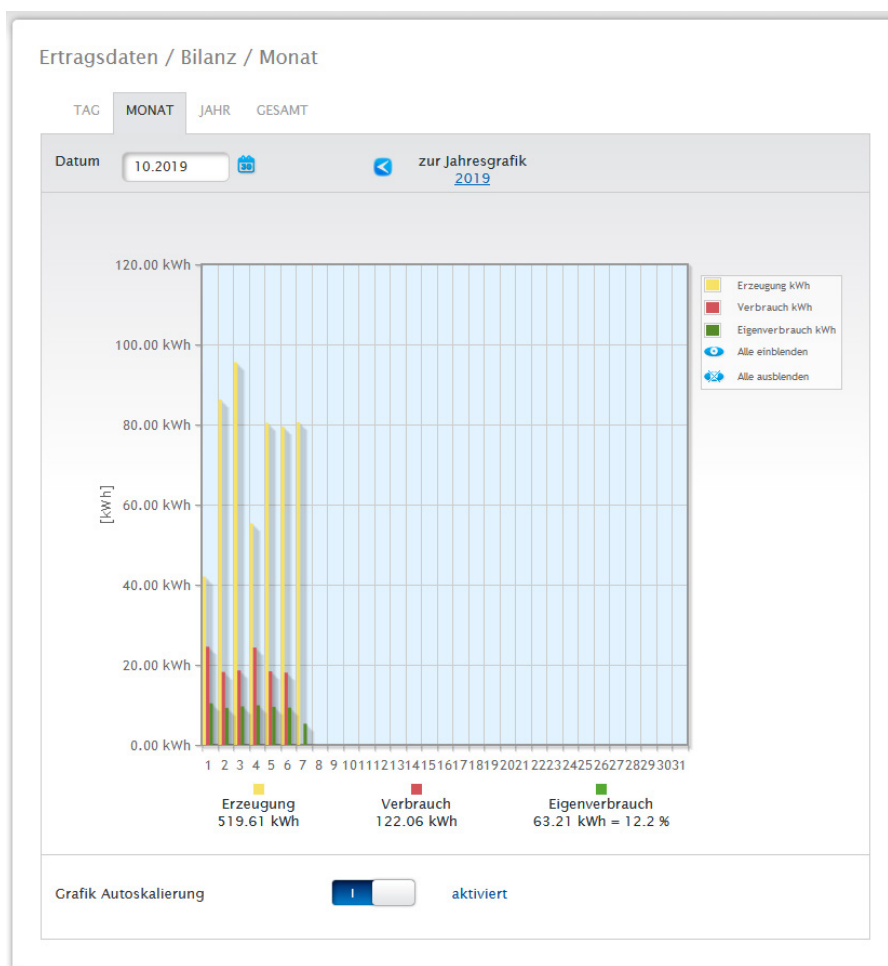 Ertragsdaten / Bilanz / Monat
TAG MONAT JAHR GESAMT
Datum 10.2019 30 zur Jahresgrafik
2019
120.00 kWh
100.00 kWh
80.00 kWh
60.00 kWh
40.00 kWh
20.00 kWh
0.00 kWh
[kWh]
Erzeugung kWh
Verbrauch kWh
Eigenverbrauch kWh
Alle einblenden
Alle ausblenden
1 2 3 4 5 6 7 8 9 10 11 12 13 14 15 16 17 18 19 20 21 22 23 24 25 26 27 28 29 30 31
Erzeugung Verbrauch Eigenverbrauch
519.61 kWh 122.06 kWh 63.21 kWh = 12.2 %
Grafik Autoskalierung I aktiviert